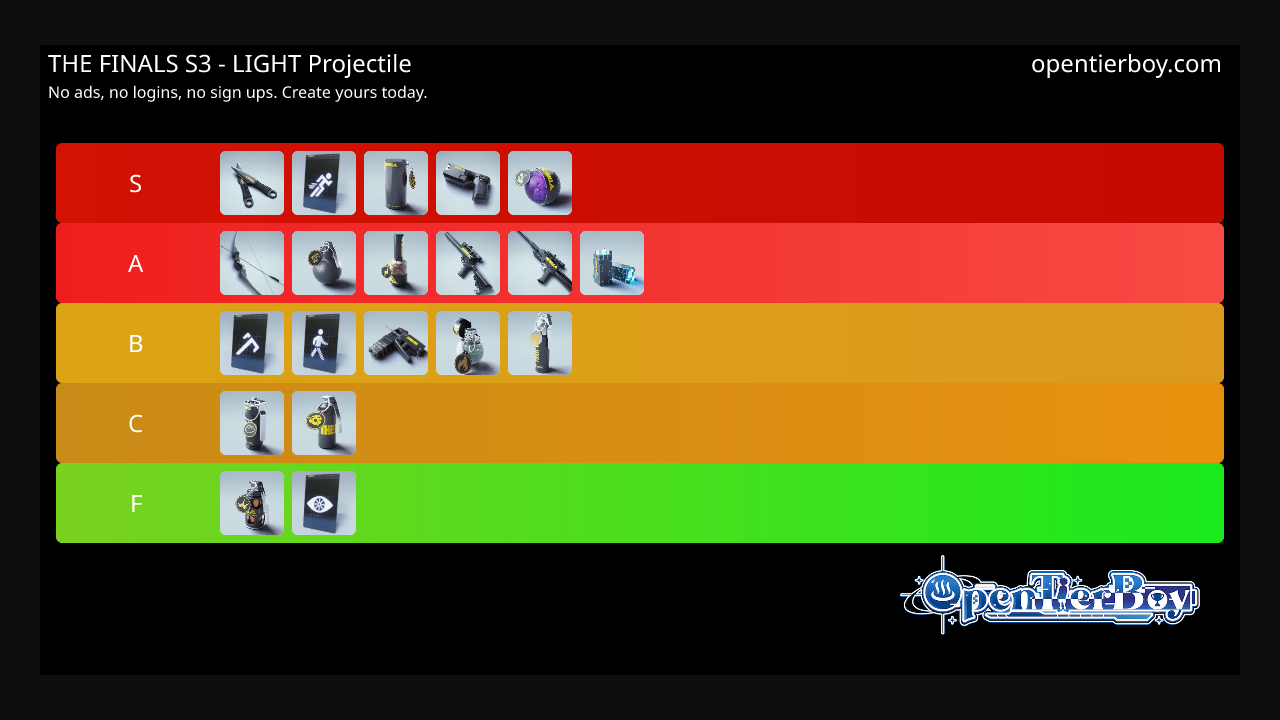 THE FINALS S3 - LIGHT Projectile
opentierboy.com
No ads, no logins, no sign ups. Create yours today.
S
A
B
C
F
OpenTierBoy